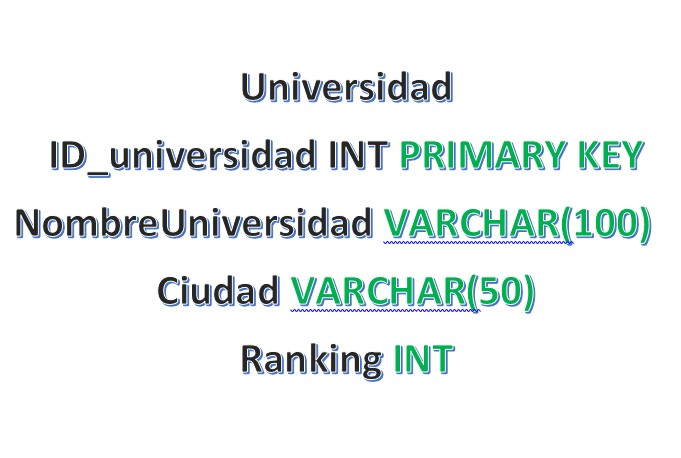 Universidad
ID_universidad INT PRIMARY KEY
NombreUniversidad VARCHAR(100)
Ciudad VARCHAR(50)
Ranking INT